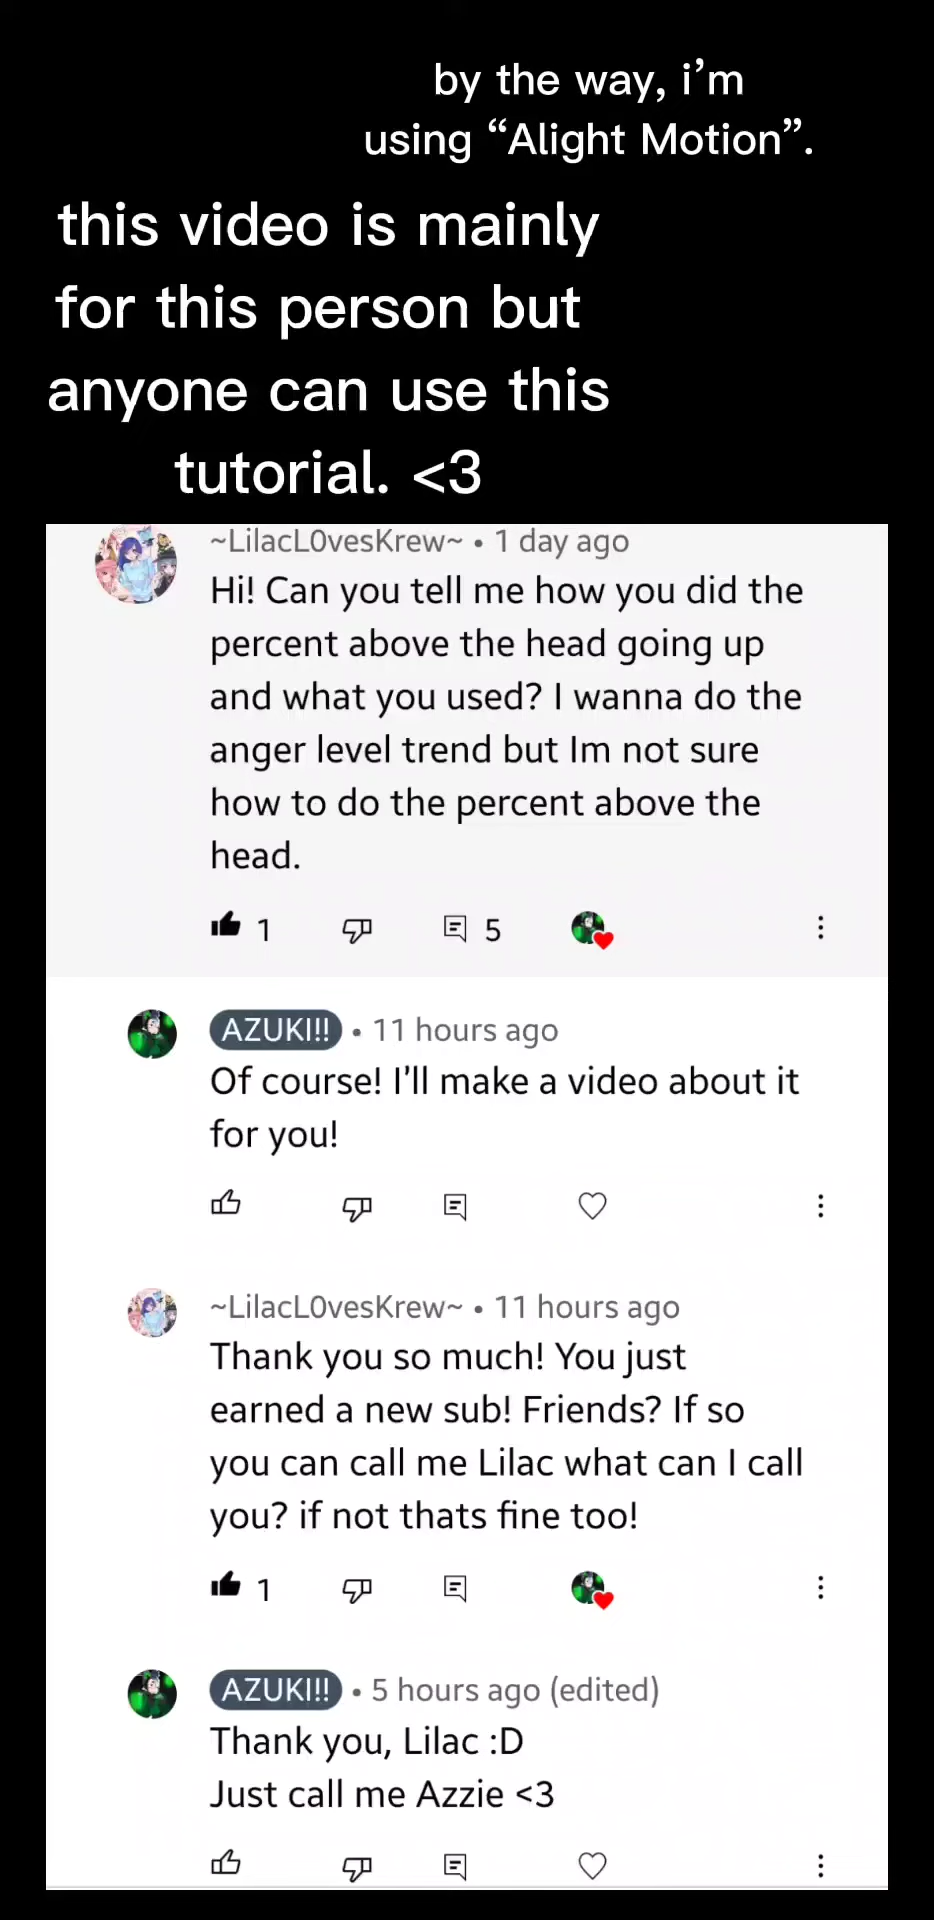 by the way, i’m
using “Alight Motion”.
this video is mainly
for this person but
anyone can use this
tutorial. <3
~LilacL0vesKrew~ • 1 day ago
Hi! Can you tell me how you did the
percent above the head going up
and what you used? I wanna do the
anger level trend but Im not sure
how to do the percent above the
head.
1 5
AZUKI!! • 11 hours ago
Of course! I’ll make a video about it
for you!
~LilacL0vesKrew~ • 11 hours ago
Thank you so much! You just
earned a new sub! Friends? If so
you can call me Lilac what can I call
you? if not thats fine too!
1
AZUKI!! • 5 hours ago (edited)
Thank you, Lilac :D
Just call me Azzie <3